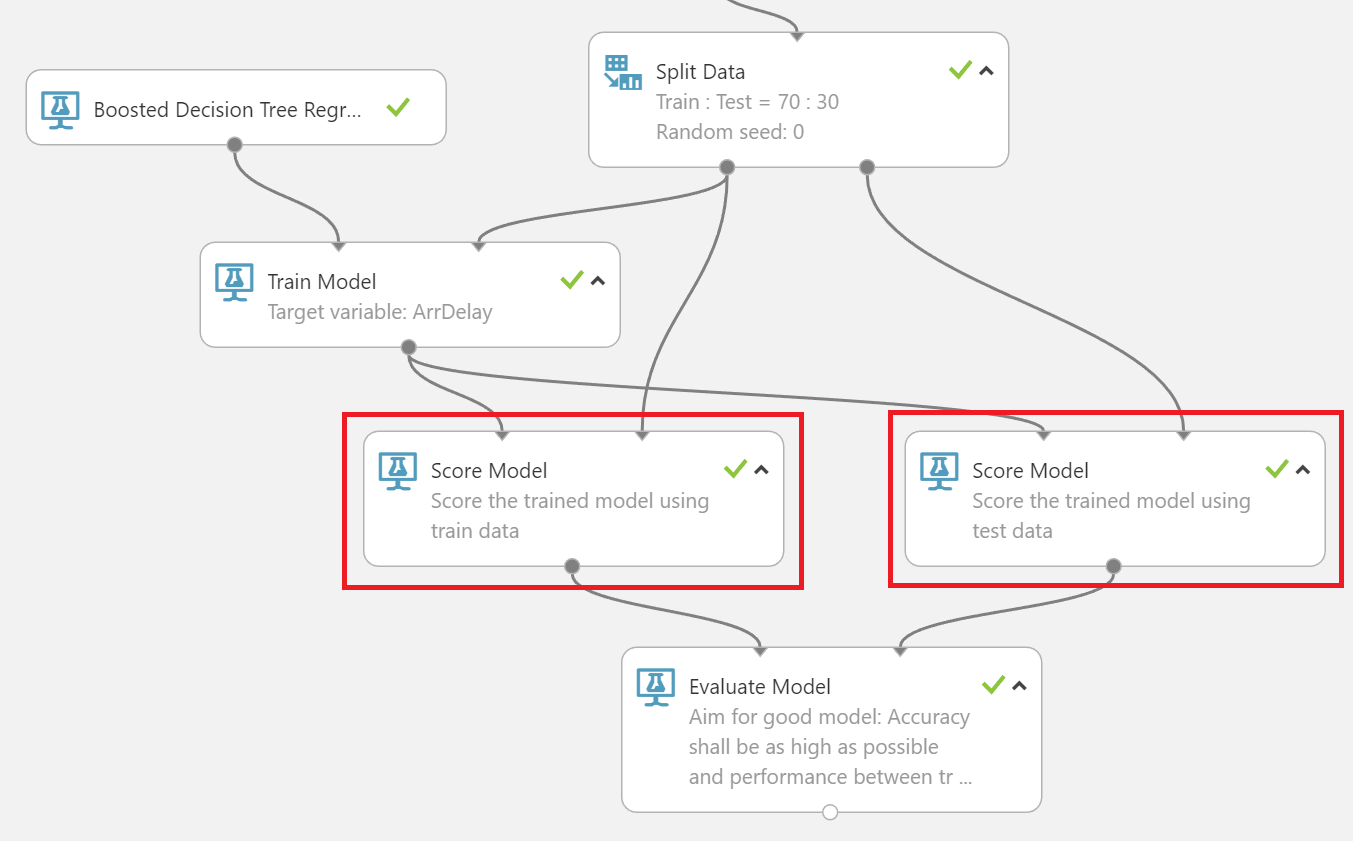 Split Data
Train : Test = 70 : 30
Random seed: 0
Boosted Decision Tree Regr...
Train Model
Target variable: ArrDelay
Score Model
Score the trained model using
train data
Score Model
Score the trained model using
test data
Evaluate Model
Aim for good model: Accuracy
shall be as high as possible
and performance between tr ...